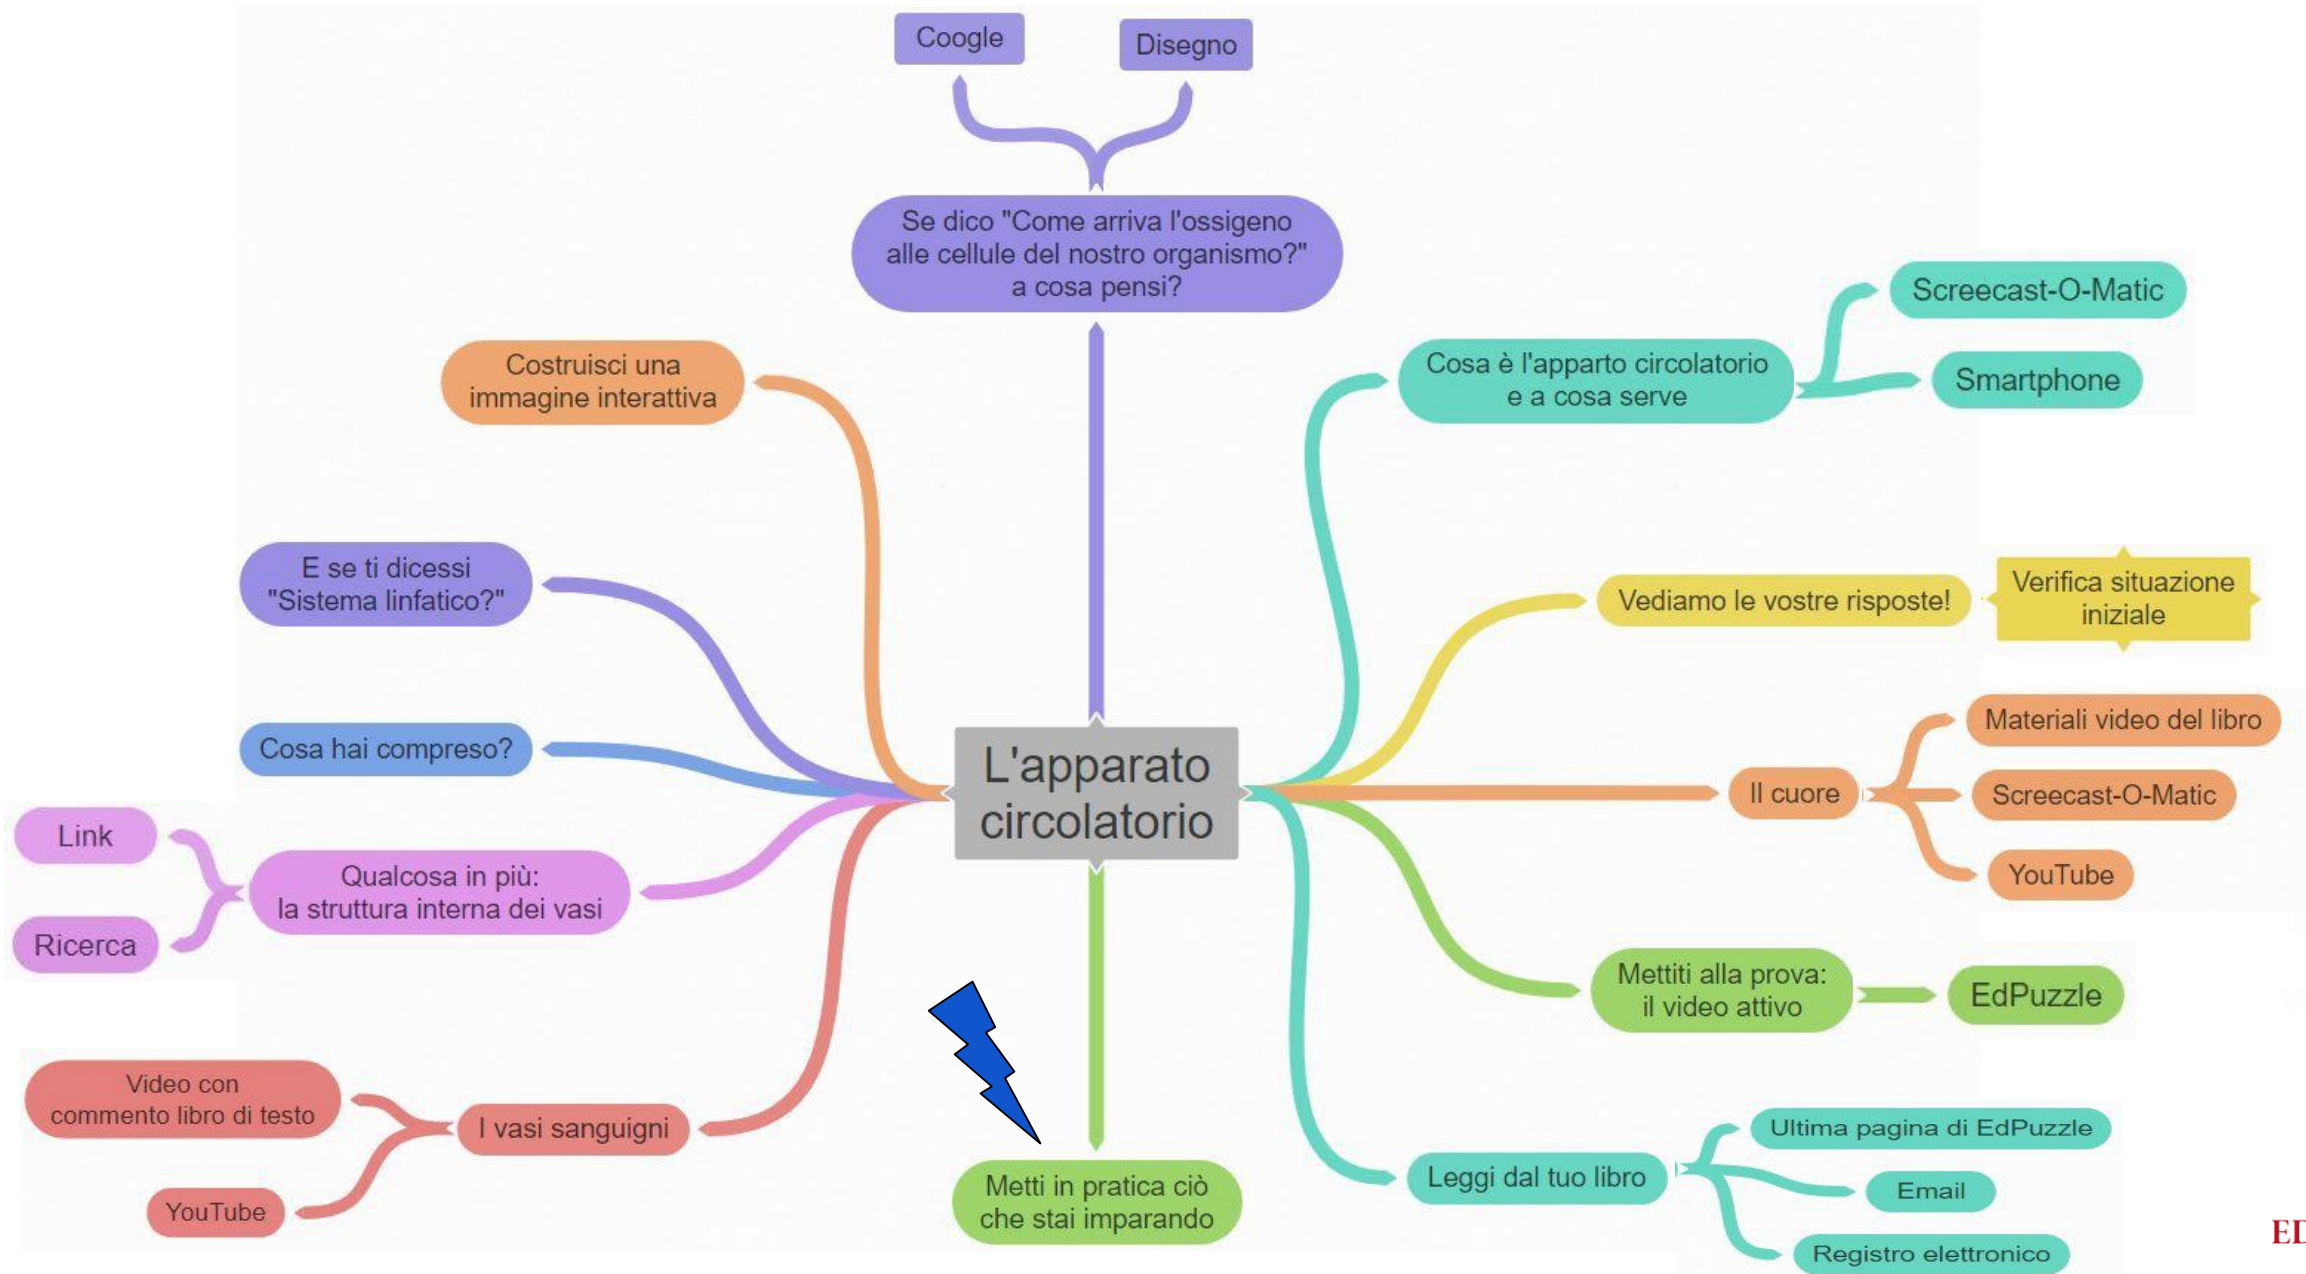 Coogle
Disegno
Se dico "Come arriva l'ossigeno
alle cellule del nostro organismo?"
a cosa pensi?
Cosa è l'apparto circolatorio
e a cosa serve
Screecast-O-Matic
Smartphone
Vediamo le vostre risposte!
Verifica situazione
iniziale
Il cuore
Materiali video del libro
Screecast-O-Matic
YouTube
Mettiti alla prova:
il video attivo
EdPuzzle
Leggi dal tuo libro
Ultima pagina di EdPuzzle
Email
Registro elettronico
L'apparato
circolatorio
Metti in pratica ciò
che stai imparando
I vasi sanguigni
Video con
commento libro di testo
YouTube
Qualcosa in più:
la struttura interna dei vasi
Link
Ricerca
Cosa hai compreso?
E se ti dicessi
"Sistema linfatico?"
Costruisci una
immagine interattiva